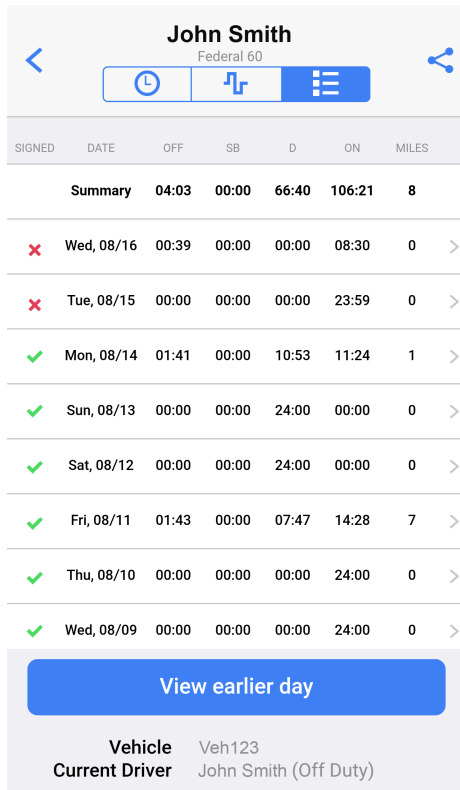 John Smith
Federal 60
SIGNED DATE OFF SB D ON MILES
Summary 04:03 00:00 66:40 106:21 8
Wed, 08/16 00:39 00:00 00:00 08:30 0
Tue, 08/15 00:00 00:00 00:00 23:59 0
Mon, 08/14 01:41 00:00 10:53 11:24 1
Sun, 08/13 00:00 00:00 24:00 00:00 0
Sat, 08/12 00:00 00:00 24:00 00:00 0
Fri, 08/11 01:43 00:00 07:47 14:28 7
Thu, 08/10 00:00 00:00 00:00 24:00 0
Wed, 08/09 00:00 00:00 00:00 24:00 0
View earlier day
Vehicle Veh123
Current Driver John Smith (Off Duty)